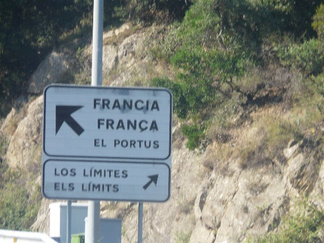 FRANCIA
FRANÇA
EL PORTUS
LOS LÍMITES
ELS LÍMITS